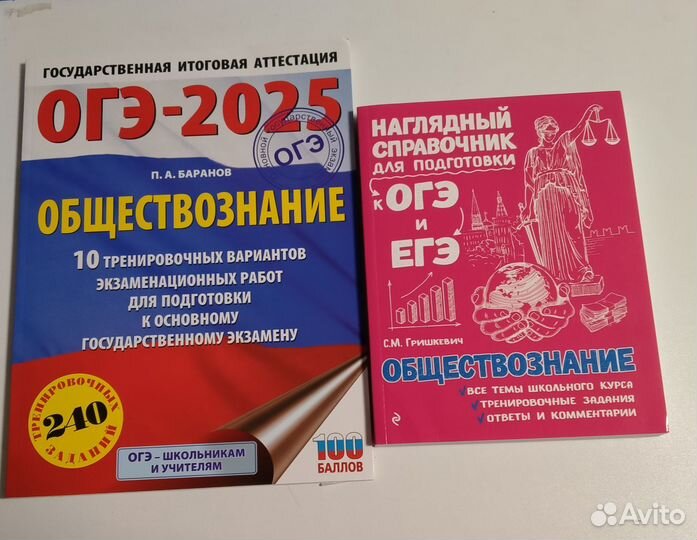 ГОСУДАРСТВЕННАЯ ИТОГОВАЯ АТТЕСТАЦИЯ
ОГЭ-2025
ОГЭ
П. А. БАРАНОВ
ОБЩЕСТВОЗНАНИЕ
10 ТРЕНИРОВОЧНЫХ ВАРИАНТОВ
ЭКЗАМЕНАЦИОННЫХ РАБОТ
ДЛЯ ПОДГОТОВКИ
К ОСНОВНОМУ
ГОСУДАРСТВЕННОМУ ЭКЗАМЕНУ
ТРЕНИРОВОЧНЫХ
240
ЗАДАНИЙ
ОГЭ – ШКОЛЬНИКАМ
И УЧИТЕЛЯМ
100
БАЛЛОВ
НАГЛЯДНЫЙ
СПРАВОЧНИК
ДЛЯ ПОДГОТОВКИ
К ОГЭ
И
ЕГЭ
С.М. Гришкевич
ОБЩЕСТВОЗНАНИЕ
ВСЕ ТЕМЫ ШКОЛЬНОГО КУРСА
ТРЕНИРОВОЧНЫЕ ЗАДАНИЯ
ОТВЕТЫ И КОММЕНТАРИИ
Avito